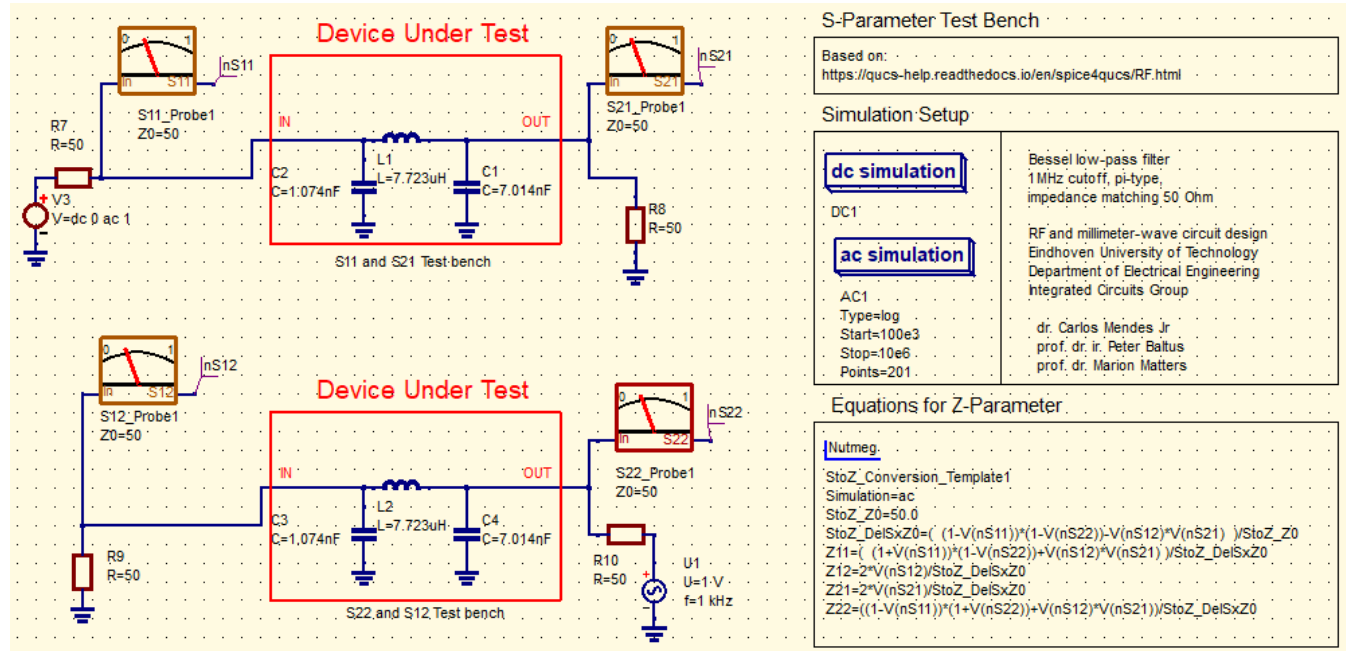 Device Under Test
0 1
In S11
nS11
S11_Probe1
Z0=50
R7
R=50
V3
V=dc 0 ac 1
IN
OUT
C2
C=1.074nF
L1
L=7.723uH
C1
C=7.014nF
S11 and S21 Test bench
0 1
In S21
nS21
S21_Probe1
Z0=50
R8
R=50
Device Under Test
0 1
In S12
nS12
S12_Probe1
Z0=50
R9
R=50
IN
OUT
C3
C=1.074nF
L2
L=7.723uH
C4
C=7.014nF
S22 and S12 Test bench
0 1
In S22
nS22
S22_Probe1
Z0=50
R10
R=50
U1
U=1 V
f=1 kHz
S-Parameter Test Bench
Based on:
https://qucs-help.readthedocs.io/en/spice4qucs/RF.html
Simulation Setup
dc simulation
DC1
ac simulation
AC1
Type=log
Start=100e3
Stop=10e6
Points=201
Bessel low-pass filter
1MHz cutoff, pi-type,
impedance matching 50 Ohm
RF and millimeter-wave circuit design
Eindhoven University of Technology
Department of Electrical Engineering
Integrated Circuits Group
dr. Carlos Mendes Jr
prof. dr. ir. Peter Baltus
prof. dr. Marion Matters
Equations for Z-Parameter
Nutmeg
StoZ_Conversion_Template1
Simulation=ac
StoZ_Z0=50.0
StoZ_DelSxZ0=( (1-V(nS11))*(1-V(nS22))-V(nS12)*V(nS21) )/StoZ_Z0
Z11=( (1+V(nS11))*(1-V(nS22))+V(nS12)*V(nS21) )/StoZ_DelSxZ0
Z12=2*V(nS12)/StoZ_DelSxZ0
Z21=2*V(nS21)/StoZ_DelSxZ0
Z22=((1-V(nS11))*(1+V(nS22))+V(nS12)*V(nS21))/StoZ_DelSxZ0